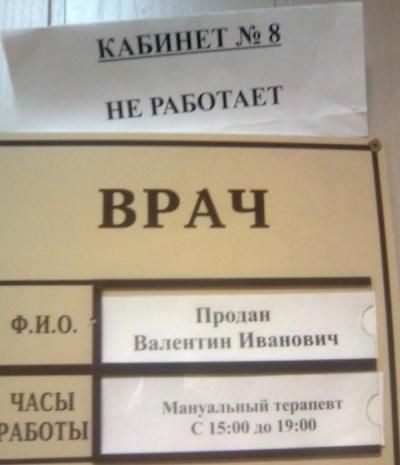 КАБИНЕТ № 8
НЕ РАБОТАЕТ
ВРАЧ
Ф.И.О.
Продан
Валентин Иванович
ЧАСЫ
РАБОТЫ
Мануальный терапевт
С 15:00 до 19:00